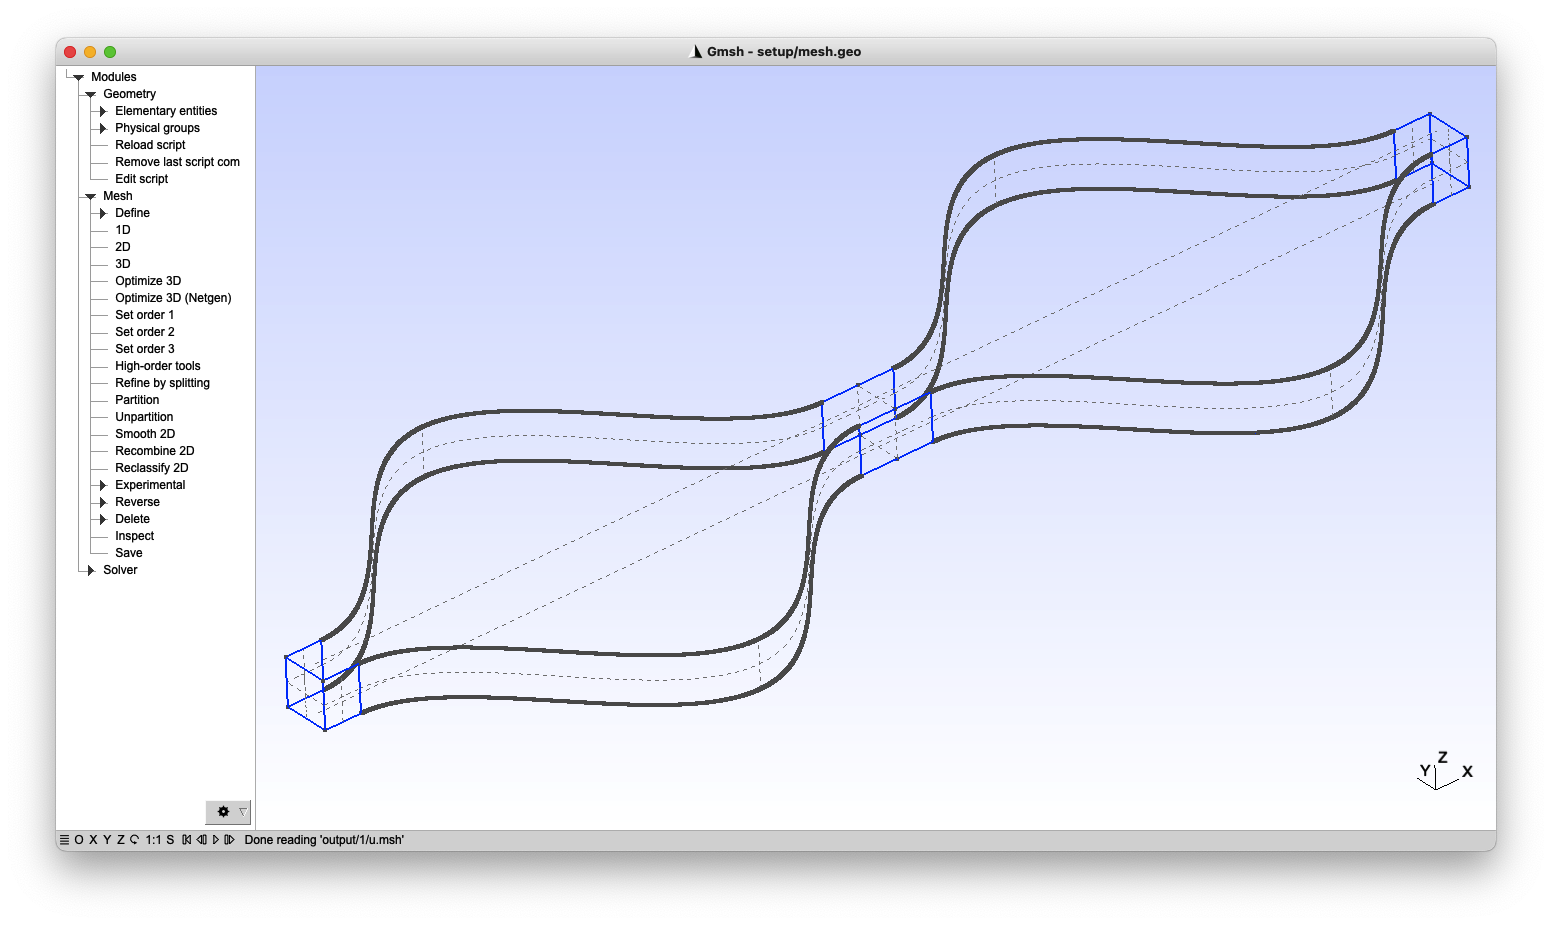 Gmsh - setup/mesh.geo
Modules
Geometry
Elementary entities
Physical groups
Reload script
Remove last script com
Edit script
Mesh
Define
1D
2D
3D
Optimize 3D
Optimize 3D (Netgen)
Set order 1
Set order 2
Set order 3
High-order tools
Refine by splitting
Partition
Unpartition
Smooth 2D
Recombine 2D
Reclassify 2D
Experimental
Reverse
Delete
Inspect
Save
Solver
Z
Y X
O X Y Z 1:1 S Done reading 'output/1/u.msh'